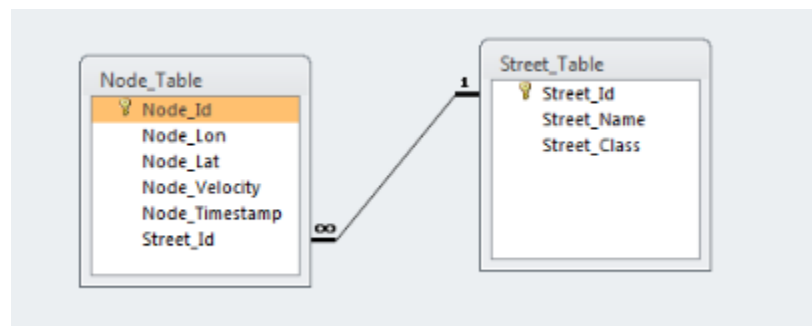 Node_Table
Node_Id
Node_Lon
Node_Lat
Node_Velocity
Node_Timestamp
Street_Id
∞
1
Street_Table
Street_Id
Street_Name
Street_Class